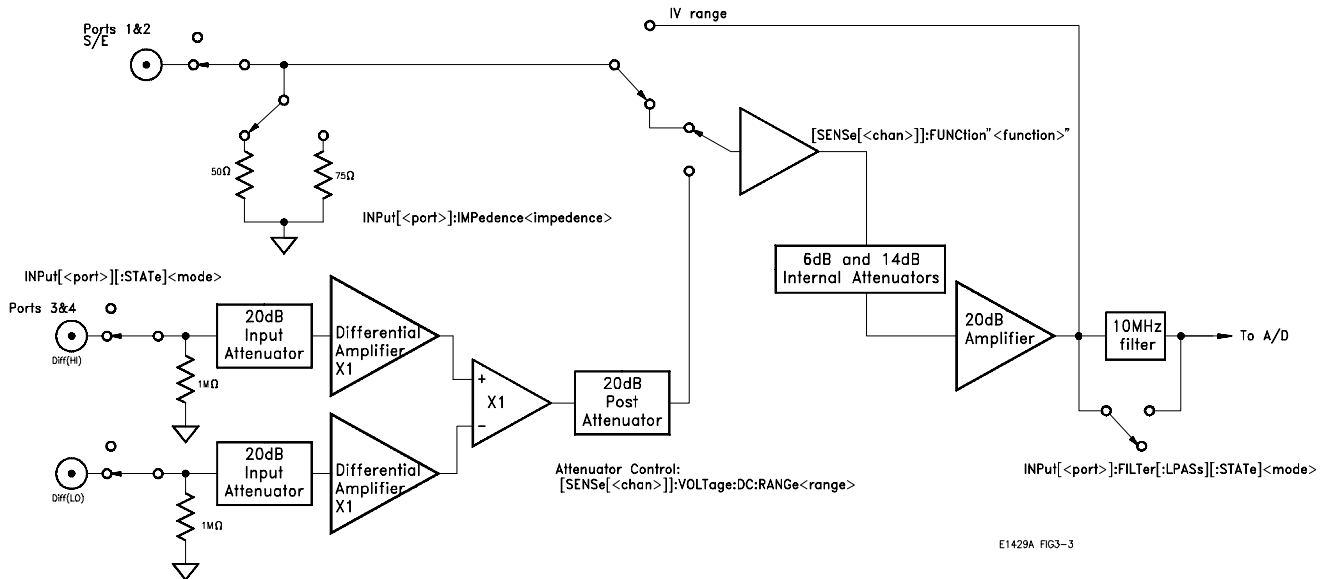 IV range
Ports 1&2
S/E
[SENSe[<chan>]]:FUNCtion"<function>"
50Ω
75Ω
INPut[<port>]:IMPedence<impedence>
6dB and 14dB
Internal Attenuators
INPut[<port>][:STATe]<mode>
Ports 3&4
Diff(HI)
1MΩ
20dB
Input
Attenuator
Differential
Amplifier
X1
20dB
Amplifier
10MHz
filter
To A/D
+
X1
−
20dB
Post
Attenuator
Diff(LO)
1MΩ
20dB
Input
Attenuator
Differential
Amplifier
X1
Attenuator Control:
[SENSe[<chan>]]:VOLTage:DC:RANGe<range>
INPut[<port>]:FILTer[:LPASs][:STATe]<mode>
E1429A FIG3-3